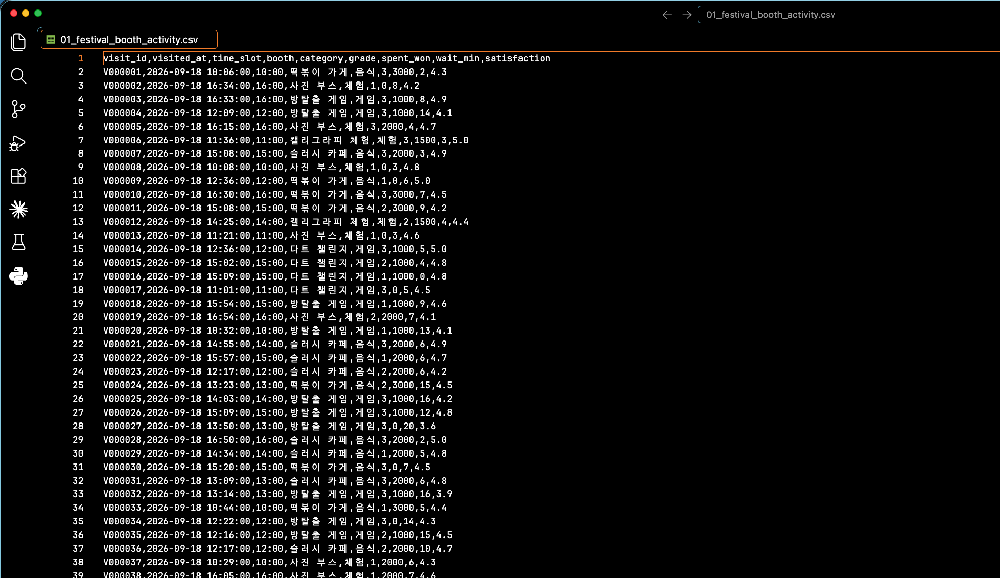 01_festival_booth_activity.csv
01_festival_booth_activity.csv
1 visit_id,visited_at,time_slot,booth,category,grade,spent_won,wait_min,satisfaction
2 V000001,2026-09-18 10:06:00,10:00,떡볶이 가게,음식,3,3000,2,4.3
3 V000002,2026-09-18 16:34:00,16:00,사진 부스,체험,1,0,8,4.2
4 V000003,2026-09-18 16:33:00,16:00,방탈출 게임,게임,3,1000,8,4.9
5 V000004,2026-09-18 12:09:00,12:00,방탈출 게임,게임,3,1000,14,4.1
6 V000005,2026-09-18 16:15:00,16:00,사진 부스,체험,3,2000,4,4.7
7 V000006,2026-09-18 11:36:00,11:00,캘리그라피 체험,체험,3,1500,3,5.0
8 V000007,2026-09-18 15:08:00,15:00,슬러시 카페,음식,3,2000,3,4.9
9 V000008,2026-09-18 10:08:00,10:00,사진 부스,체험,1,0,3,4.8
10 V000009,2026-09-18 12:36:00,12:00,떡볶이 가게,음식,1,0,6,5.0
11 V000010,2026-09-18 16:30:00,16:00,떡볶이 가게,음식,3,3000,7,4.5
12 V000011,2026-09-18 15:08:00,15:00,떡볶이 가게,음식,2,3000,9,4.2
13 V000012,2026-09-18 14:25:00,14:00,캘리그라피 체험,체험,2,1500,4,4.4
14 V000013,2026-09-18 11:21:00,11:00,사진 부스,체험,1,0,3,4.6
15 V000014,2026-09-18 12:36:00,12:00,다트 챌린지,게임,3,1000,5,5.0
16 V000015,2026-09-18 15:02:00,15:00,다트 챌린지,게임,2,1000,4,4.8
17 V000016,2026-09-18 15:09:00,15:00,다트 챌린지,게임,1,1000,0,4.8
18 V000017,2026-09-18 11:01:00,11:00,다트 챌린지,게임,3,0,5,4.5
19 V000018,2026-09-18 15:54:00,15:00,방탈출 게임,게임,1,1000,9,4.6
20 V000019,2026-09-18 16:54:00,16:00,사진 부스,체험,2,2000,7,4.1
21 V000020,2026-09-18 10:32:00,10:00,방탈출 게임,게임,1,1000,13,4.1
22 V000021,2026-09-18 14:55:00,14:00,슬러시 카페,음식,3,2000,6,4.9
23 V000022,2026-09-18 15:57:00,15:00,슬러시 카페,음식,1,2000,6,4.7
24 V000023,2026-09-18 12:17:00,12:00,슬러시 카페,음식,2,2000,6,4.2
25 V000024,2026-09-18 13:23:00,13:00,떡볶이 가게,음식,2,3000,15,4.5
26 V000025,2026-09-18 14:03:00,14:00,방탈출 게임,게임,3,1000,16,4.2
27 V000026,2026-09-18 15:09:00,15:00,방탈출 게임,게임,3,1000,12,4.8
28 V000027,2026-09-18 13:50:00,13:00,방탈출 게임,게임,3,0,20,3.6
29 V000028,2026-09-18 16:50:00,16:00,슬러시 카페,음식,3,2000,2,5.0
30 V000029,2026-09-18 14:34:00,14:00,슬러시 카페,음식,1,2000,5,4.8
31 V000030,2026-09-18 15:20:00,15:00,떡볶이 가게,음식,3,0,7,4.5
32 V000031,2026-09-18 13:09:00,13:00,슬러시 카페,음식,3,2000,6,4.8
33 V000032,2026-09-18 13:14:00,13:00,방탈출 게임,게임,3,1000,16,3.9
34 V000033,2026-09-18 10:44:00,10:00,떡볶이 가게,음식,1,3000,5,4.4
35 V000034,2026-09-18 12:22:00,12:00,방탈출 게임,게임,3,0,14,4.3
36 V000035,2026-09-18 12:16:00,12:00,방탈출 게임,게임,2,1000,15,4.5
37 V000036,2026-09-18 12:17:00,12:00,슬러시 카페,음식,2,2000,10,4.7
38 V000037,2026-09-18 10:29:00,10:00,사진 부스,체험,1,2000,6,4.3
39 V000038,2026-09-18 16:05:00,16:00,사진 부스,체험,1,2000,7,4.6